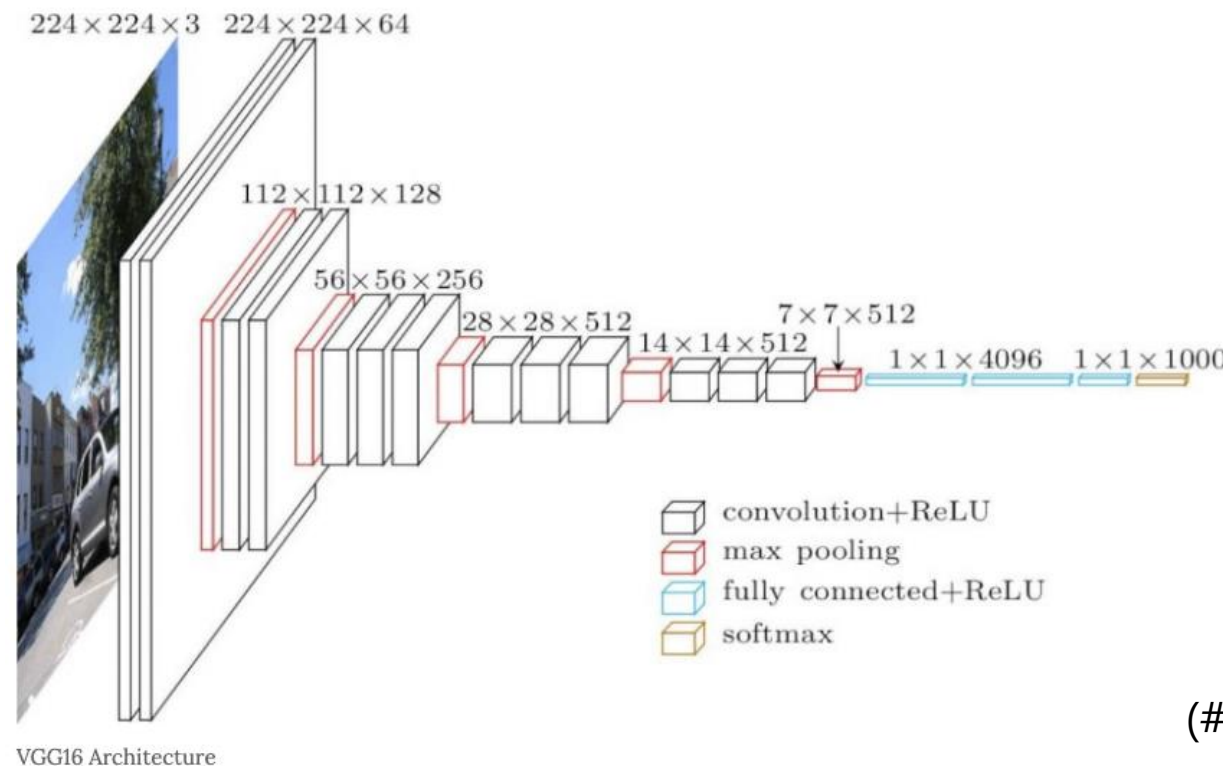 224×224×3
224×224×64
112×112×128
56×56×256
28×28×512
14×14×512
7×7×512
1×1×4096
1×1×1000
convolution+ReLU
max pooling
fully connected+ReLU
softmax
(#
VGG16 Architecture